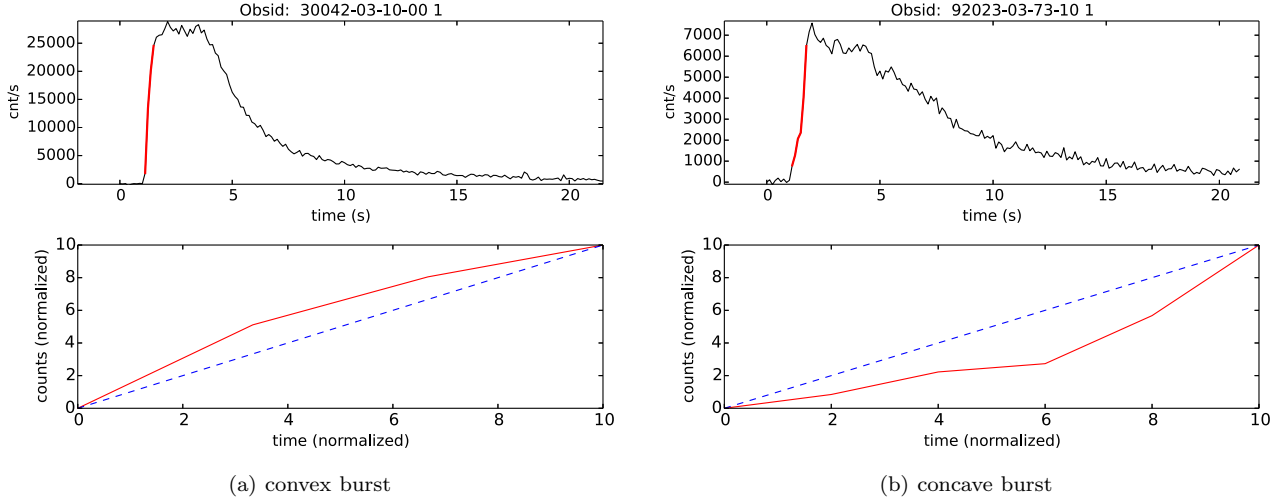 Obsid: 30042-03-10-00 1
25000
20000
15000
10000
5000
0
cnt/s
0 5 10 15 20
time (s)
10
8
6
4
2
0
counts (normalized)
0 2 4 6 8 10
time (normalized)
(a) convex burst
Obsid: 92023-03-73-10 1
7000
6000
5000
4000
3000
2000
1000
0
cnt/s
0 5 10 15 20
time (s)
10
8
6
4
2
0
counts (normalized)
0 2 4 6 8 10
time (normalized)
(b) concave burst